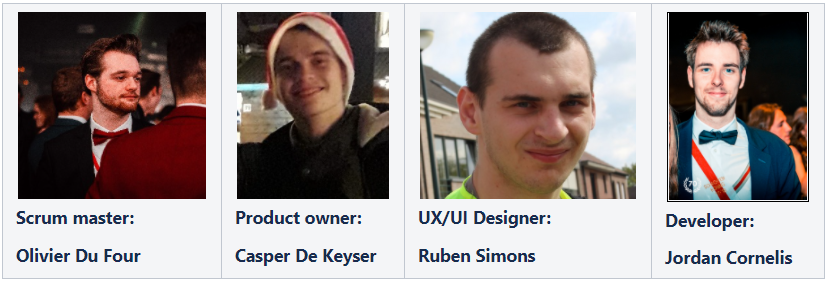 Scrum master:
Olivier Du Four
Product owner:
Casper De Keyser
UX/UI Designer:
Ruben Simons
Developer:
Jordan Cornelis